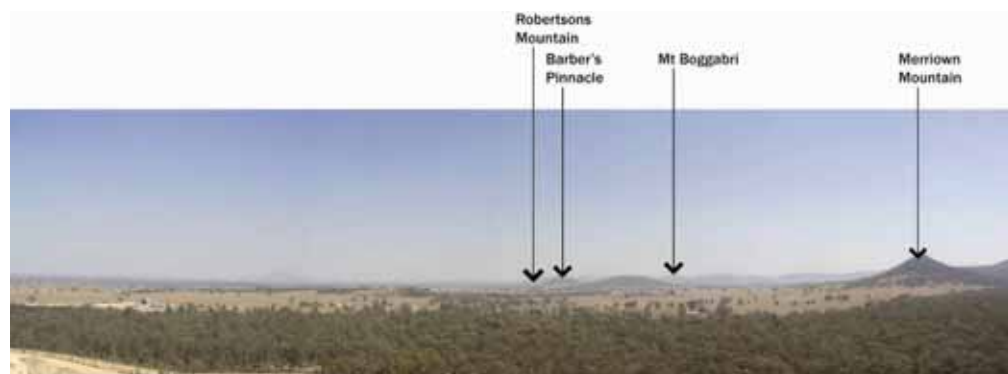 Robertsons
Mountain
Barber's
Pinnacle
Mt Boggabri
Merriown
Mountain